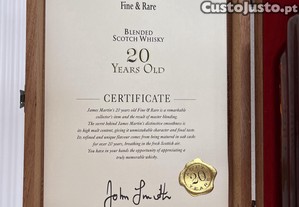 CustoJusto.pt
Fine & Rare
BLENDED
SCOTCH WHISKY
20
YEARS OLD
CERTIFICATE
James Martin's 20 years old Fine & Rare is a remarkable
collector's item and the result of master blending.
The secret behind James Martin's distinctive smoothness is
its high malt content, giving it unmistakable character and final taste
Its refined and unique flavour comes from being matured in oak casks
for over 20 years, breathing in the fresh Scottish air.
You have in your hands the opportunity of appreciating a
truly memorable whisky.
John Smith
20